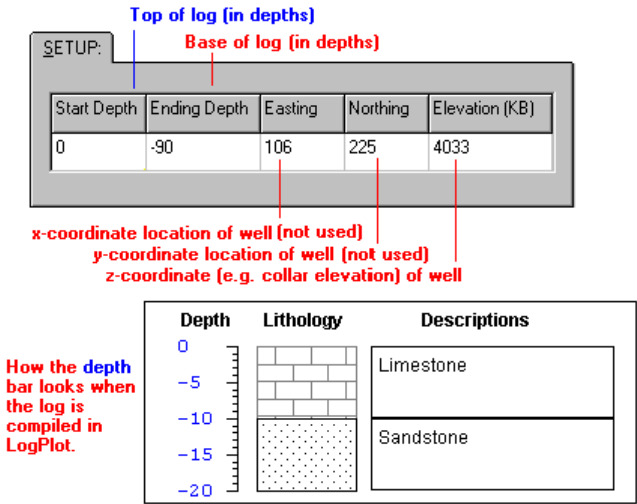 Top of log (in depths)
Base of log (in depths)
SETUP:
Start Depth Ending Depth Easting Northing Elevation (KB)
0 -90 106 225 4033
x-coordinate location of well (not used)
y-coordinate location of well (not used)
z-coordinate (e.g. collar elevation) of well
Depth Lithology Descriptions
How the depth
bar looks when
the log is
compiled in
LogPlot.
0
Limestone
-5
-10
Sandstone
-15
-20